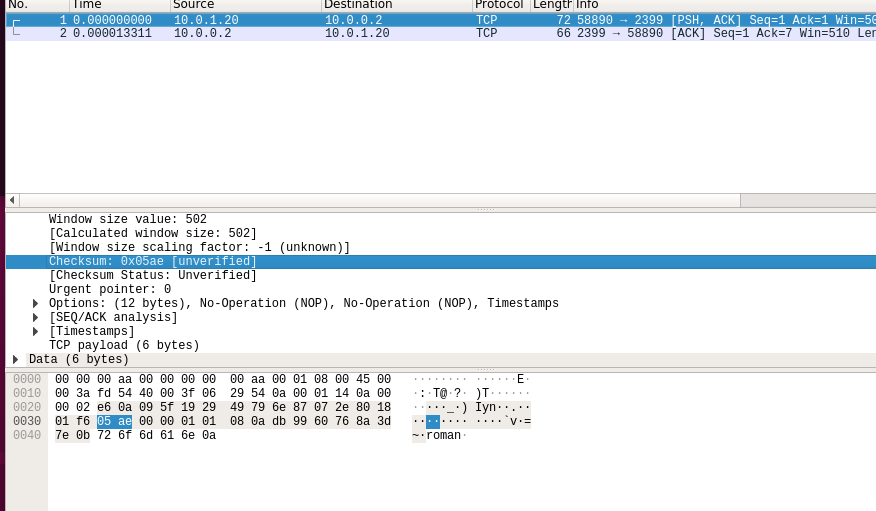 No. Time Source Destination Protocol Length Info
1 0.000000000 10.0.1.20 10.0.0.2 TCP 72 58890 → 2399 [PSH, ACK] Seq=1 Ack=1 Win=50
2 0.000013311 10.0.0.2 10.0.1.20 TCP 66 2399 → 58890 [ACK] Seq=1 Ack=7 Win=510 Len
Window size value: 502
[Calculated window size: 502]
[Window size scaling factor: -1 (unknown)]
Checksum: 0x05ae [unverified]
[Checksum Status: Unverified]
Urgent pointer: 0
Options: (12 bytes), No-Operation (NOP), No-Operation (NOP), Timestamps
[SEQ/ACK analysis]
[Timestamps]
TCP payload (6 bytes)
Data (6 bytes)
0000 00 00 00 aa 00 00 00 00 00 aa 00 01 08 00 45 00 ········ ······E·
0010 00 3a fd 54 40 00 3f 06 29 54 0a 00 01 14 0a 00 ·:·T@·?· )T······
0020 00 02 e6 0a 09 5f 19 29 49 79 6e 87 07 2e 80 18 ·····_·) Iyn··.··
0030 01 f6 05 ae 00 00 01 01 08 0a db 99 60 76 8a 3d ········ ····`v·=
0040 7e 0b 72 6f 6d 61 6e 0a ~·roman·